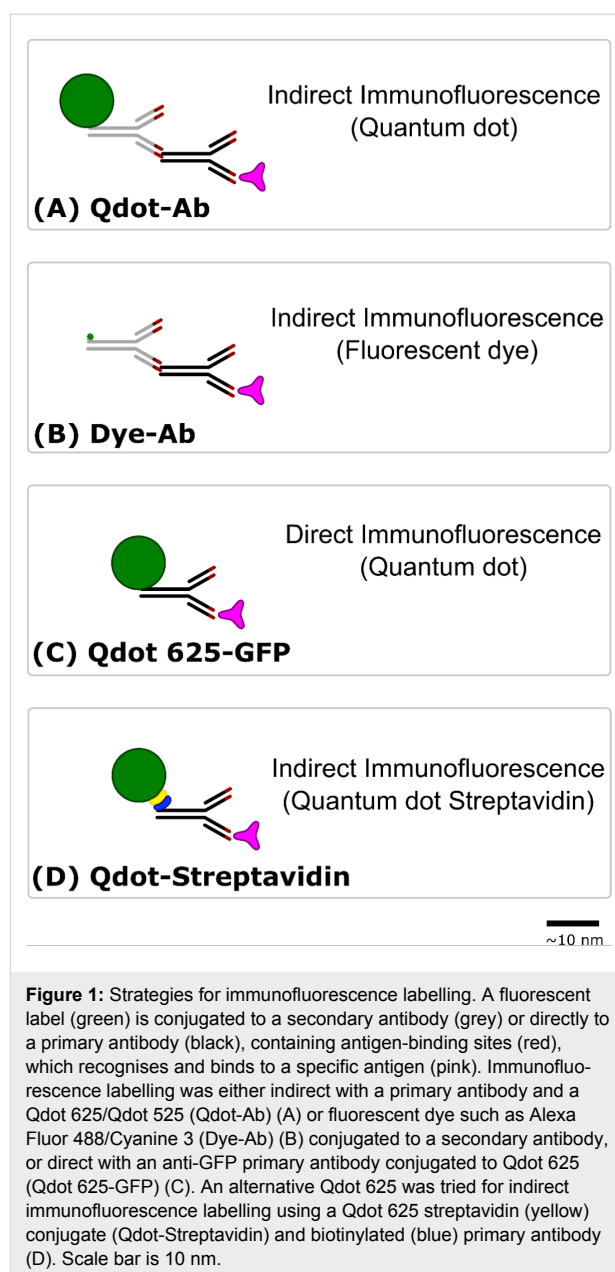 Indirect Immunofluorescence
(Quantum dot)
(A) Qdot-Ab
Indirect Immunofluorescence
(Fluorescent dye)
(B) Dye-Ab
Direct Immunofluorescence
(Quantum dot)
(C) Qdot 625-GFP
Indirect Immunofluorescence
(Quantum dot Streptavidin)
(D) Qdot-Streptavidin
~10 nm
Figure 1: Strategies for immunofluorescence labelling. A fluorescent
label (green) is conjugated to a secondary antibody (grey) or directly to
a primary antibody (black), containing antigen-binding sites (red),
which recognises and binds to a specific antigen (pink). Immunofluo-
rescence labelling was either indirect with a primary antibody and a
Qdot 625/Qdot 525 (Qdot-Ab) (A) or fluorescent dye such as Alexa
Fluor 488/Cyanine 3 (Dye-Ab) (B) conjugated to a secondary antibody,
or direct with an anti-GFP primary antibody conjugated to Qdot 625
(Qdot 625-GFP) (C). An alternative Qdot 625 was tried for indirect
immunofluorescence labelling using a Qdot 625 streptavidin (yellow)
conjugate (Qdot-Streptavidin) and biotinylated (blue) primary antibody
(D). Scale bar is 10 nm.